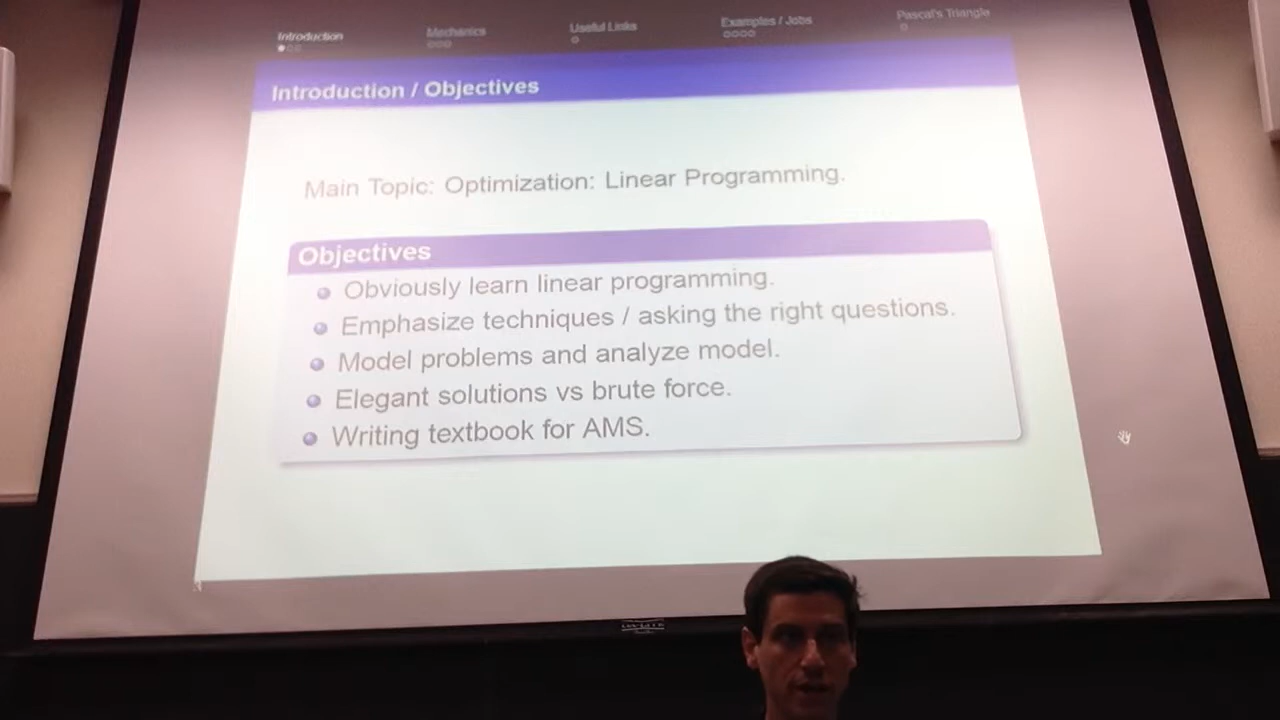 Introduction Mechanics Useful Links Examples / Jobs Pascal's Triangle
Introduction / Objectives
Main Topic: Optimization: Linear Programming.
Objectives
Obviously learn linear programming.
Emphasize techniques / asking the right questions.
Model problems and analyze model.
Elegant solutions vs brute force.
Writing textbook for AMS.